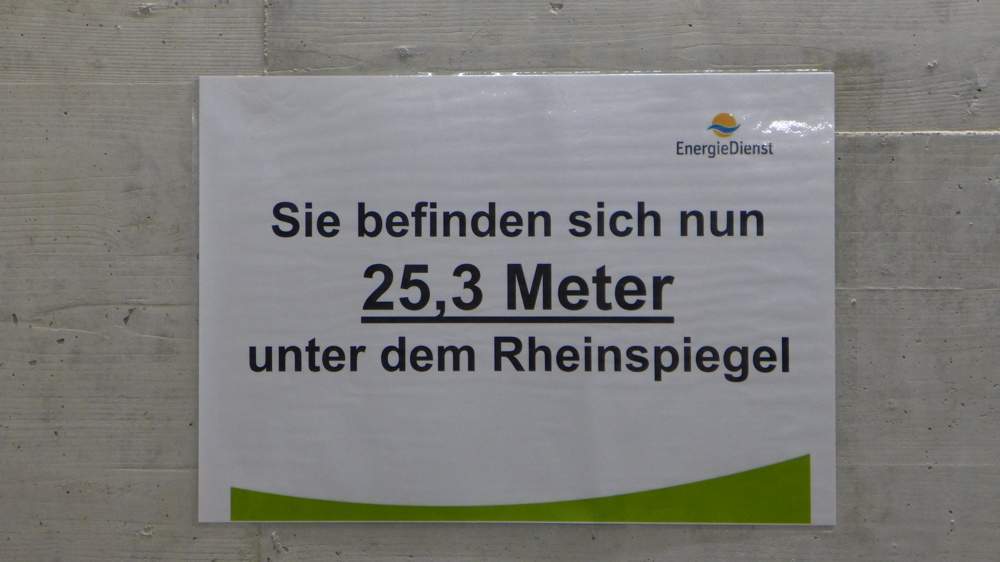 EnergieDienst
Sie befinden sich nun
25,3 Meter
unter dem Rheinspiegel